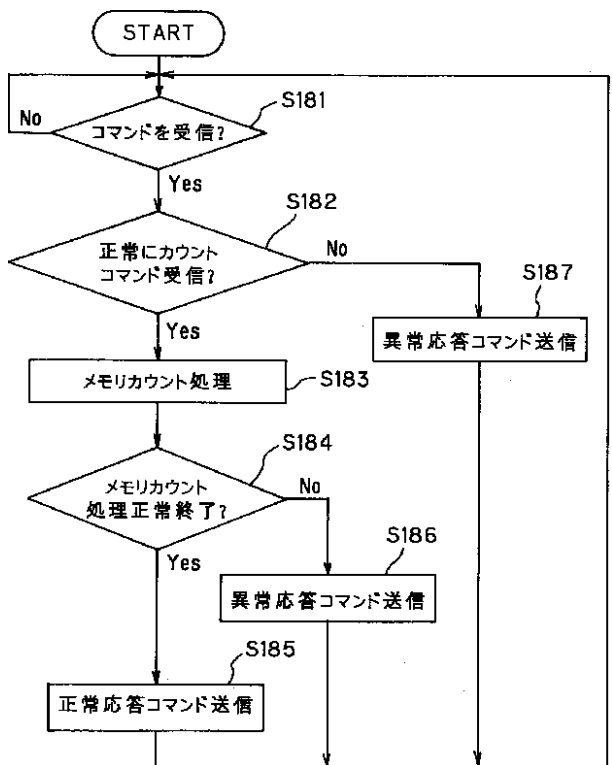 START
S181
No
コマンドを受信?
Yes
S182
正常にカウント
コマンド受信?
No
S187
Yes
異常応答コマンド送信
メモリカウント処理
S183
S184
メモリカウント
処理正常終了?
No
S186
Yes
異常応答コマンド送信
S185
正常応答コマンド送信